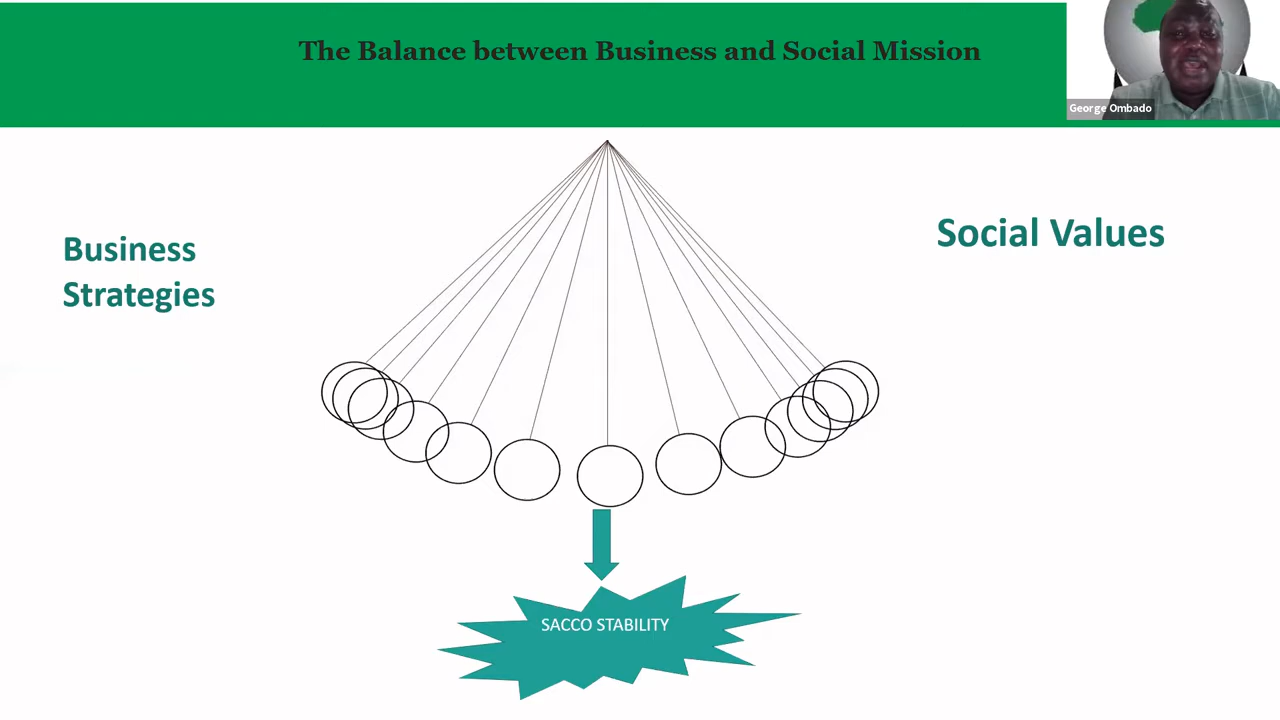 The Balance between Business and Social Mission
George Ombado
Business
Strategies
Social Values
SACCO STABILITY